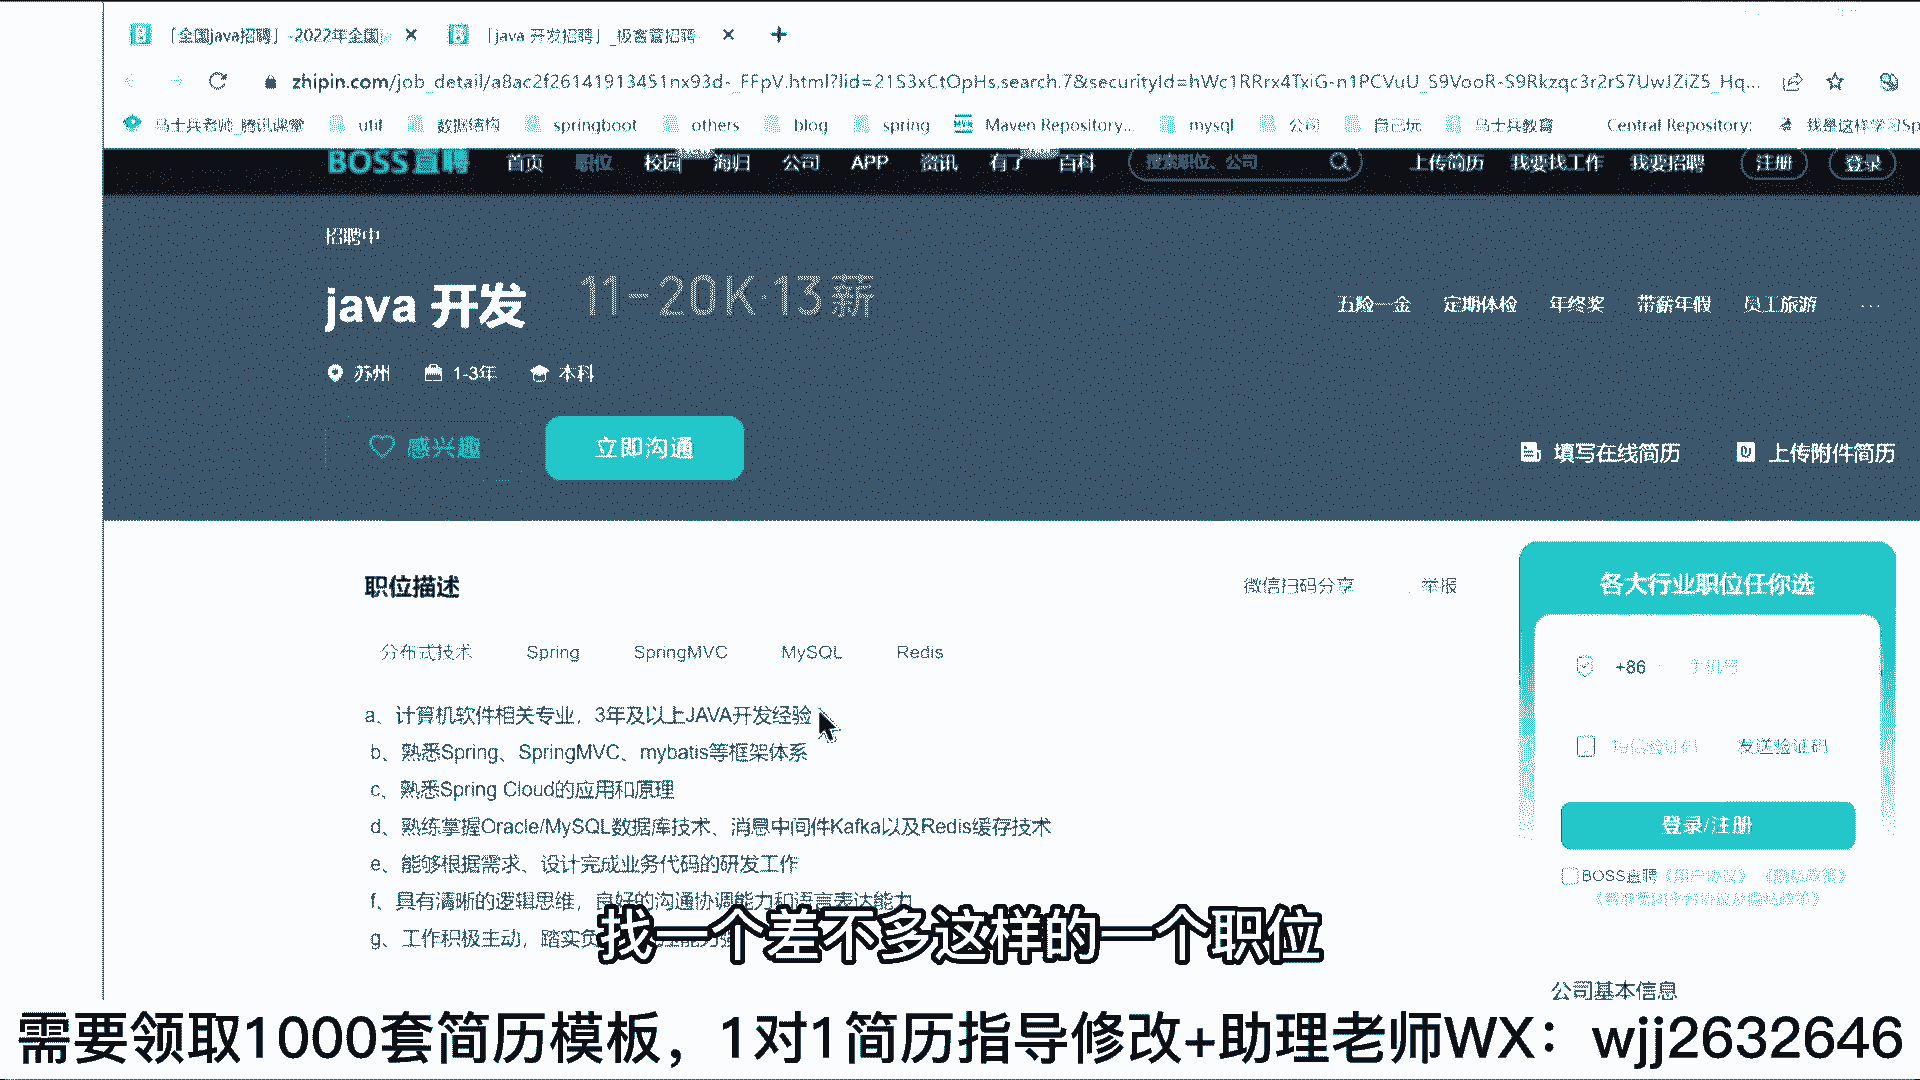 「全国java招聘」-2022年全国j
「java 开发招聘」_极客营招聘
zhipin.com/job_detail/a8ac2f26141913451nx93d-_FFpV.html?lid=21S3xCtOpHs.search.7&securityId=hWc1RRrx4TxiG-n1PCVuU_S9VooR-S9Rkzqc3r2rS7UwJZiZ5_Hq...
马士兵老师_腾讯课堂 util 数据结构 springboot others blog spring Maven Repository... mysql 公司 自己玩 马士兵教育 Central Repository: 我是这样学习Sp
BOSS直聘 首页 职位 校园 海归 公司 APP 资讯 有了 百科 搜索职位、公司 上传简历 我要找工作 我要招聘 注册 登录
招聘中
java 开发 11-20K·13薪
五险一金 定期体检 年终奖 带薪年假 员工旅游 ...
苏州 1-3年 本科
感兴趣 立即沟通
填写在线简历 上传附件简历
职位描述
微信扫码分享 举报
分布式技术 Spring SpringMVC MySQL Redis
a、计算机软件相关专业，3年及以上JAVA开发经验
b、熟悉Spring、SpringMVC、mybatis等框架体系
c、熟悉Spring Cloud的应用和原理
d、熟练掌握Oracle/MySQL数据库技术、消息中间件Kafka以及Redis缓存技术
e、能够根据需求、设计完成业务代码的研发工作
f、具有清晰的逻辑思维，良好的沟通协调能力和语言表达能力
g、工作积极主动，踏实负
各大行业职位任你选
+86 手机号
短信验证码 发送验证码
登录/注册
BOSS直聘《用户协议》《隐私政策》
公司基本信息
找一个差不多这样的一个职位
需要领取1000套简历模板，1对1简历指导修改+助理老师WX：wjj2632646